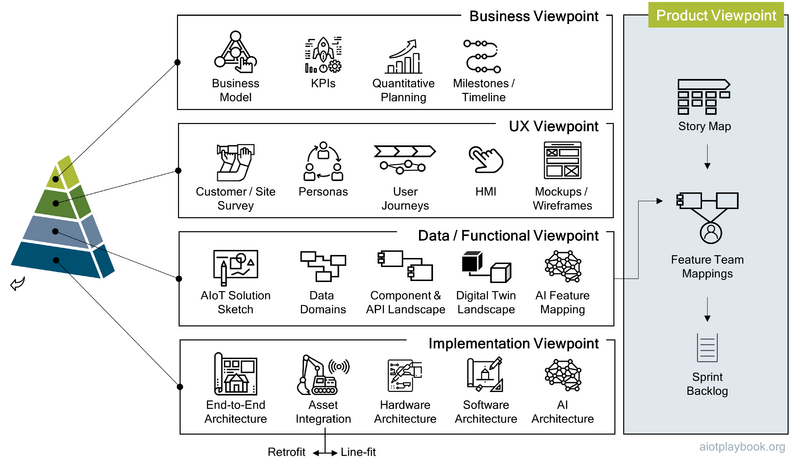 Business Viewpoint
Business
Model
KPIs
Quantitative
Planning
Milestones /
Timeline
UX Viewpoint
Customer / Site
Survey
Personas
User
Journeys
HMI
Mockups /
Wireframes
Data / Functional Viewpoint
AIoT Solution
Sketch
Data
Domains
Component &
API Landscape
Digital Twin
Landscape
AI Feature
Mapping
Implementation Viewpoint
End-to-End
Architecture
Asset
Integration
Hardware
Architecture
Software
Architecture
AI
Architecture
Retrofit
Line-fit
Product Viewpoint
Story Map
Feature Team
Mappings
Sprint
Backlog
aiotplaybook.org